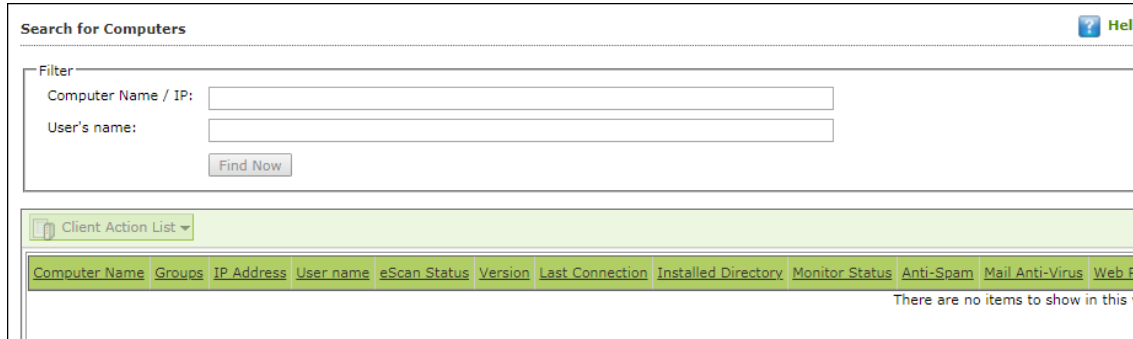 Search for Computers Hel
Filter
Computer Name / IP:
User's name:
Find Now
Client Action List
Computer Name Groups IP Address User name eScan Status Version Last Connection Installed Directory Monitor Status Anti-Spam Mail Anti-Virus Web
There are no items to show in this